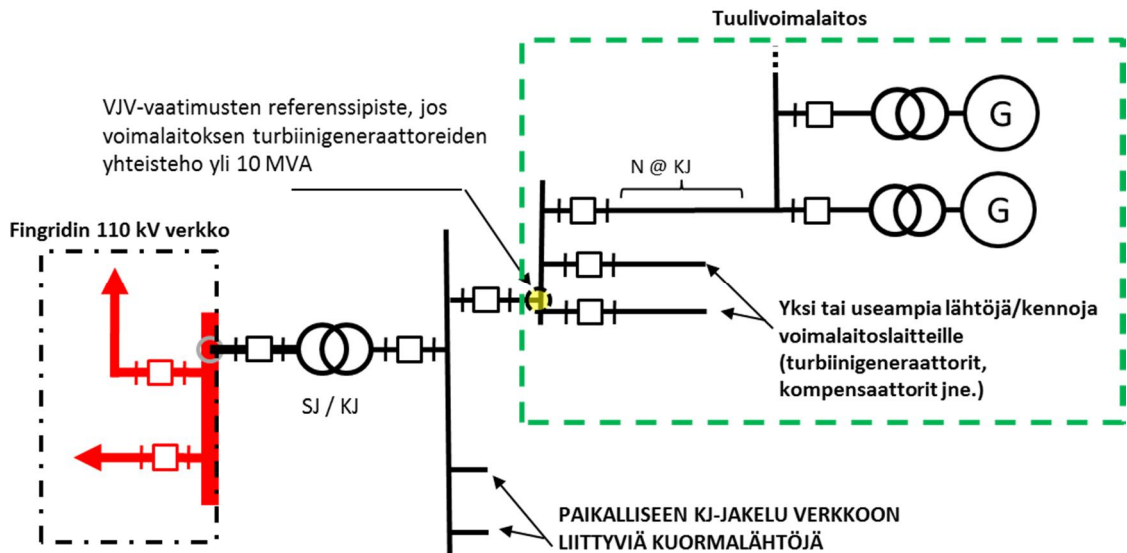 Tuulivoimalaitos
VJV-vaatimusten referenssipiste, jos
voimalaitoksen turbiinigeneraattoreiden
yhteisteho yli 10 MVA
G
N @ KJ
G
Fingridin 110 kV verkko
Yksi tai useampia lähtöjä/kennoja
voimalaitoslaitteille
(turbiinigeneraattorit,
kompensaattorit jne.)
SJ / KJ
PAIKALLISEEN KJ-JAKELU VERKKOON
LIITTYVIÄ KUORMALÄHTÖJÄ